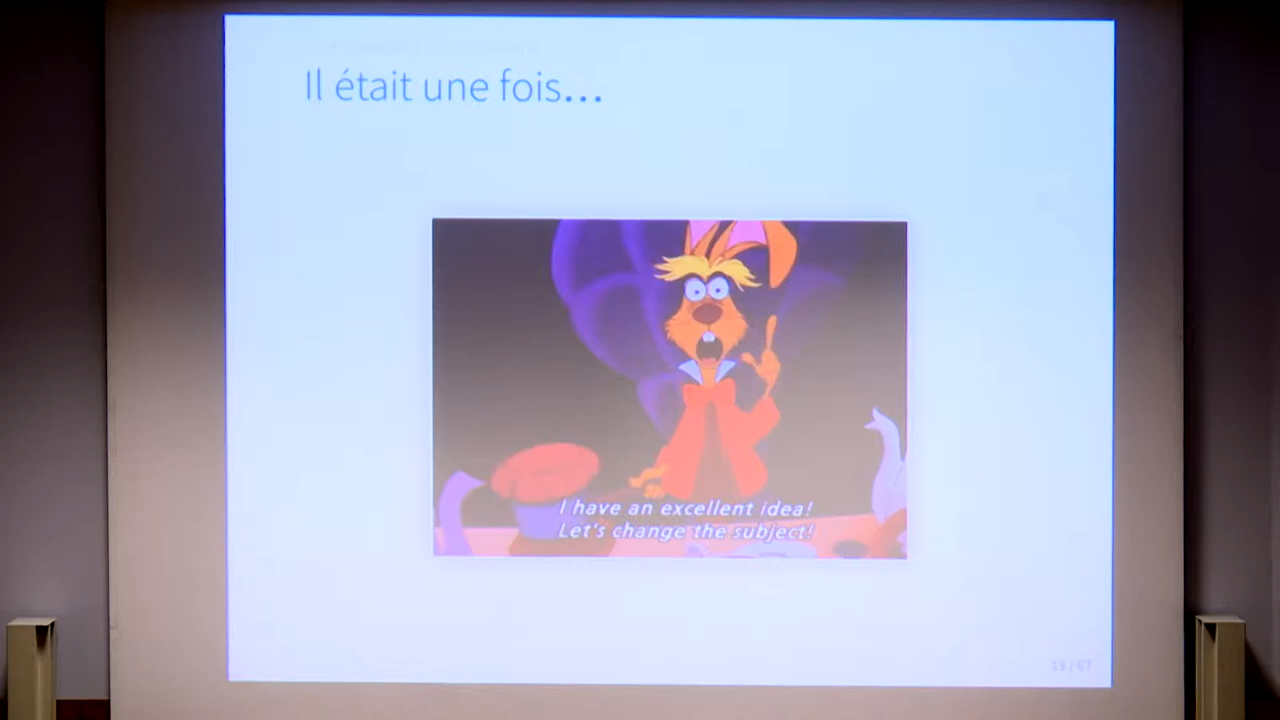 Il était une fois...
I have an excellent idea!
Let's change the subject!